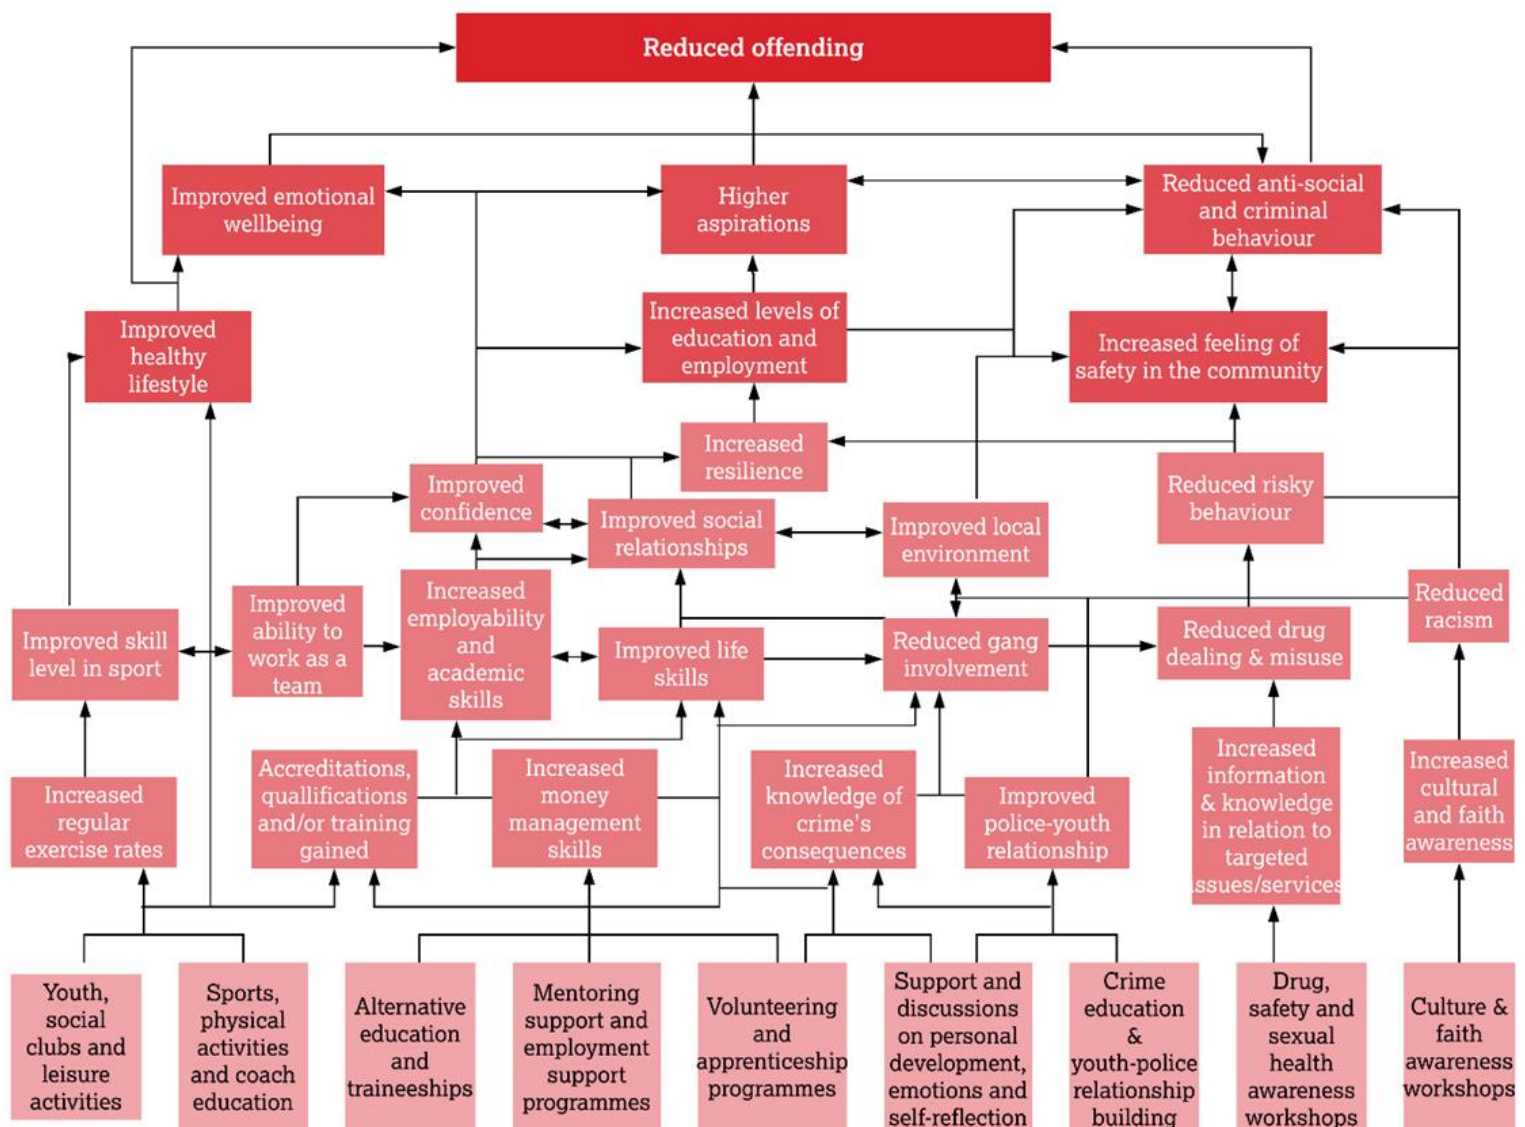 Reduced offending
Improved emotional
wellbeing
Higher
aspirations
Reduced anti-social
and criminal
behaviour
Improved
healthy
lifestyle
Increased levels of
education and
employment
Increased feeling of
safety in the community
Increased
resilience
Improved
confidence
Improved social
relationships
Improved local
environment
Reduced risky
behaviour
Improved skill
level in sport
Improved
ability to
work as a
team
Increased
employability
and
academic
skills
Improved life
skills
Reduced gang
involvement
Reduced drug
dealing & misuse
Reduced
racism
Increased
regular
exercise rates
Accreditations,
quallifications
and/or training
gained
Increased
money
management
skills
Increased
knowledge of
crime's
consequences
Improved
police-youth
relationship
Increased
information
& knowledge
in relation to
targeted
issues/services
Increased
cultural
and faith
awareness
Youth,
social
clubs and
leisure
activities
Sports,
physical
activities
and coach
education
Alternative
education
and
traineeships
Mentoring
support and
employment
support
programmes
Volunteering
and
apprenticeship
programmes
Support and
discussions
on personal
development,
emotions and
self-reflection
Crime
education
&
youth-police
relationship
building
Drug,
safety and
sexual
health
awareness
workshops
Culture &
faith
awareness
workshops